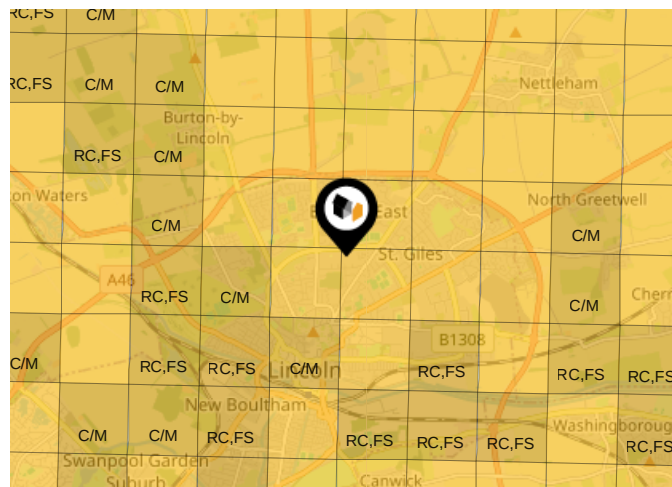 RC,FS C/M
RC,FS C/M C/M Nettleham
Burton-by-
Lincoln
RC,FS C/M
on Waters North Greetwell
East
C/M C/M
St. Giles
A46
RC,FS C/M C/M Cherr
B1308
C/M RC,FS RC,FS C/M Lincoln RC,FS RC,FS RC,FS
New Boultham
C/M C/M RC,FS RC,FS RC,FS RC,FS Washingboroug
RC,FS
Swanpool Garden
Suburb Canwick